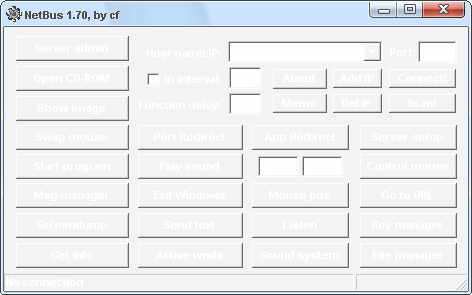 NetBus 1.70, by cf
Server admin
Host name/IP:
Port:
Open CD-ROM
in interval:
About
Add IP
Connect!
Show image
Function delay:
Memo
Del IP
Scan!
Swap mouse
Port Redirect
App Redirect
Server setup
Start program
Play sound
Control mouse
Msg manager
Exit Windows
Mouse pos
Go to URL
Screendump
Send text
Listen
Key manager
Get info
Active wnds
Sound system
File manager
No connection